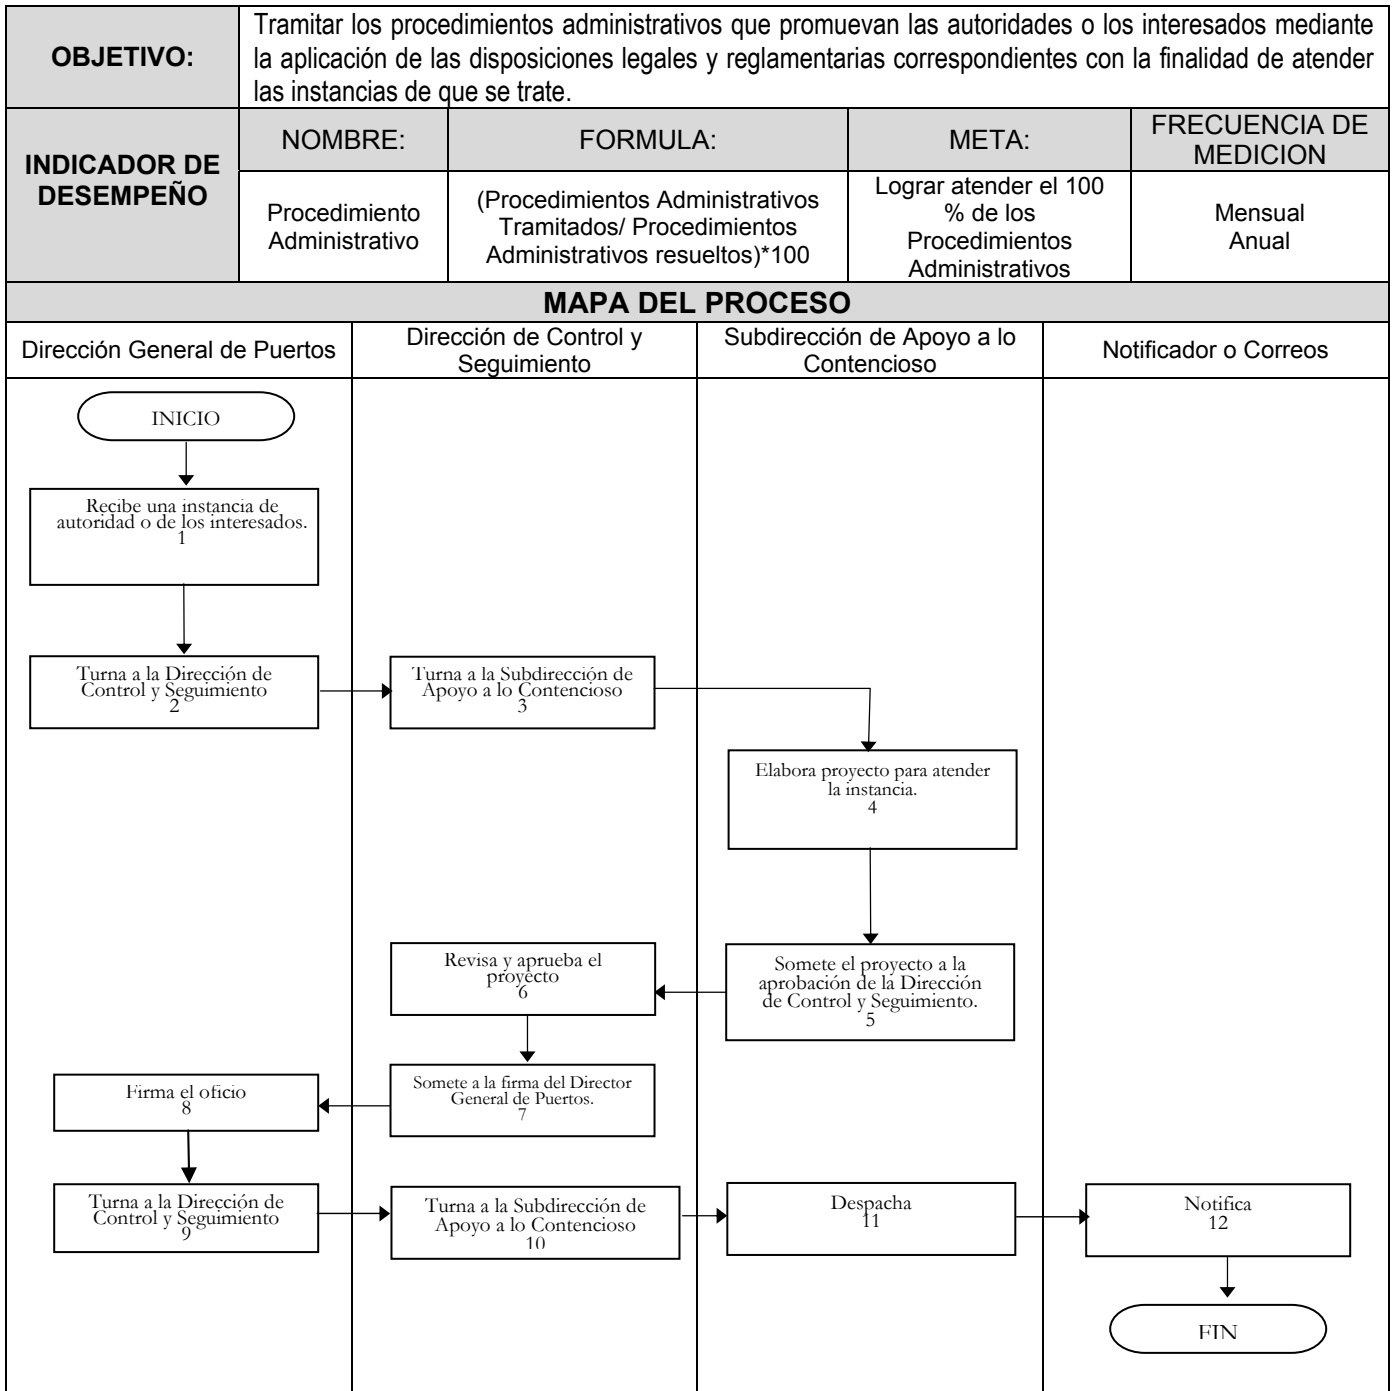 OBJETIVO:
Tramitar los procedimientos administrativos que promuevan las autoridades o los interesados mediante
la aplicación de las disposiciones legales y reglamentarias correspondientes con la finalidad de atender
las instancias de que se trate.
INDICADOR DE
DESEMPEÑO
NOMBRE:
FORMULA:
META:
FRECUENCIA DE
MEDICION
Procedimiento
Administrativo
(Procedimientos Administrativos
Tramitados/ Procedimientos
Administrativos resueltos)*100
Lograr atender el 100
% de los
Procedimientos
Administrativos
Mensual
Anual
MAPA DEL PROCESO
Dirección General de Puertos
Dirección de Control y
Seguimiento
Subdirección de Apoyo a lo
Contencioso
Notificador o Correos
INICIO
Recibe una instancia de
autoridad o de los interesados.
1
Turna a la Dirección de
Control y Seguimiento
2
Turna a la Subdirección de
Apoyo a lo Contencioso
3
Elabora proyecto para atender
la instancia.
4
Somete el proyecto a la
aprobación de la Dirección
de Control y Seguimiento.
5
Revisa y aprueba el
proyecto
6
Somete a la firma del Director
General de Puertos.
7
Firma el oficio
8
Turna a la Dirección de
Control y Seguimiento
9
Turna a la Subdirección de
Apoyo a lo Contencioso
10
Despacha
11
Notifica
12
FIN